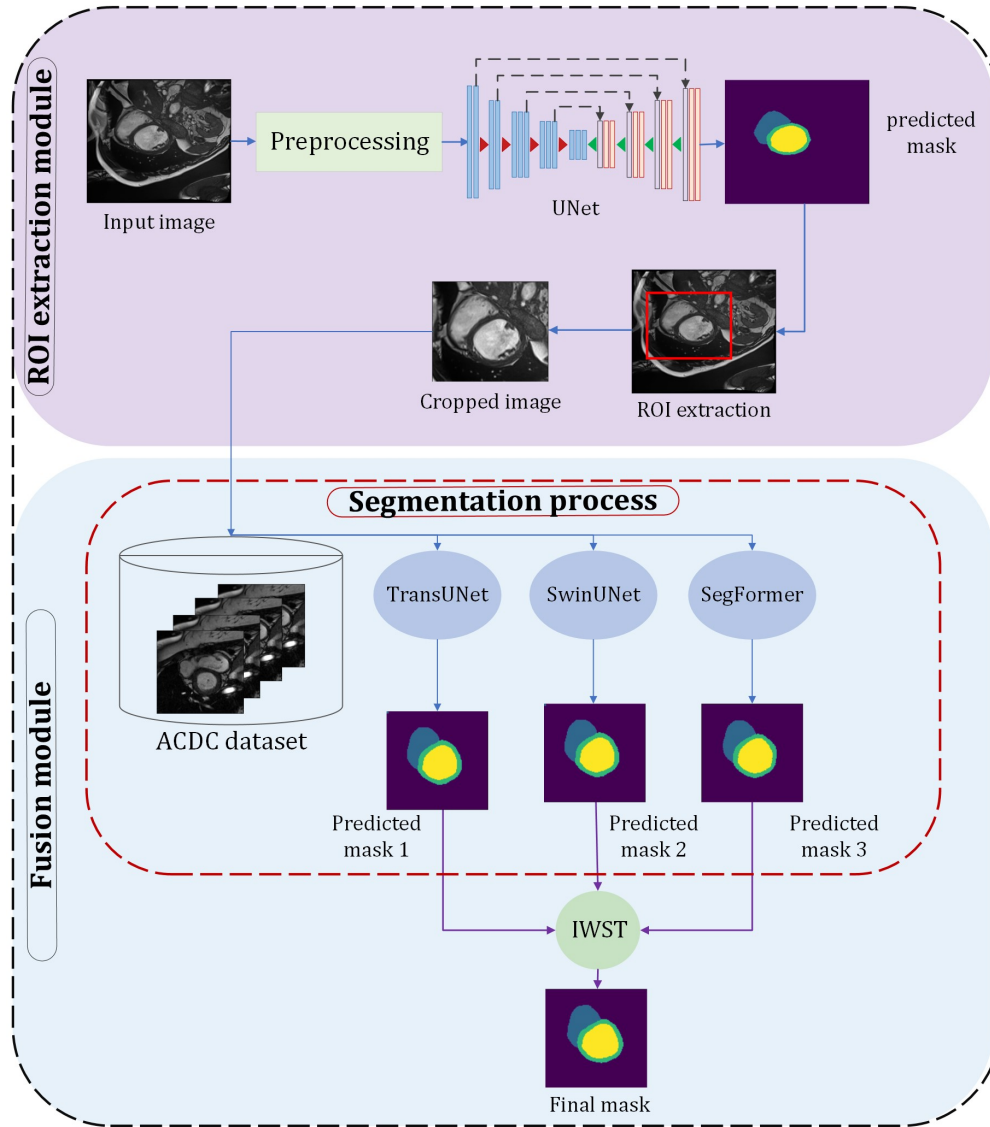 ROI extraction module
Input image
Preprocessing
UNet
predicted
mask
Cropped image
ROI extraction
Fusion module
Segmentation process
ACDC dataset
TransUNet
SwinUNet
SegFormer
Predicted
mask 1
Predicted
mask 2
Predicted
mask 3
IWST
Final mask